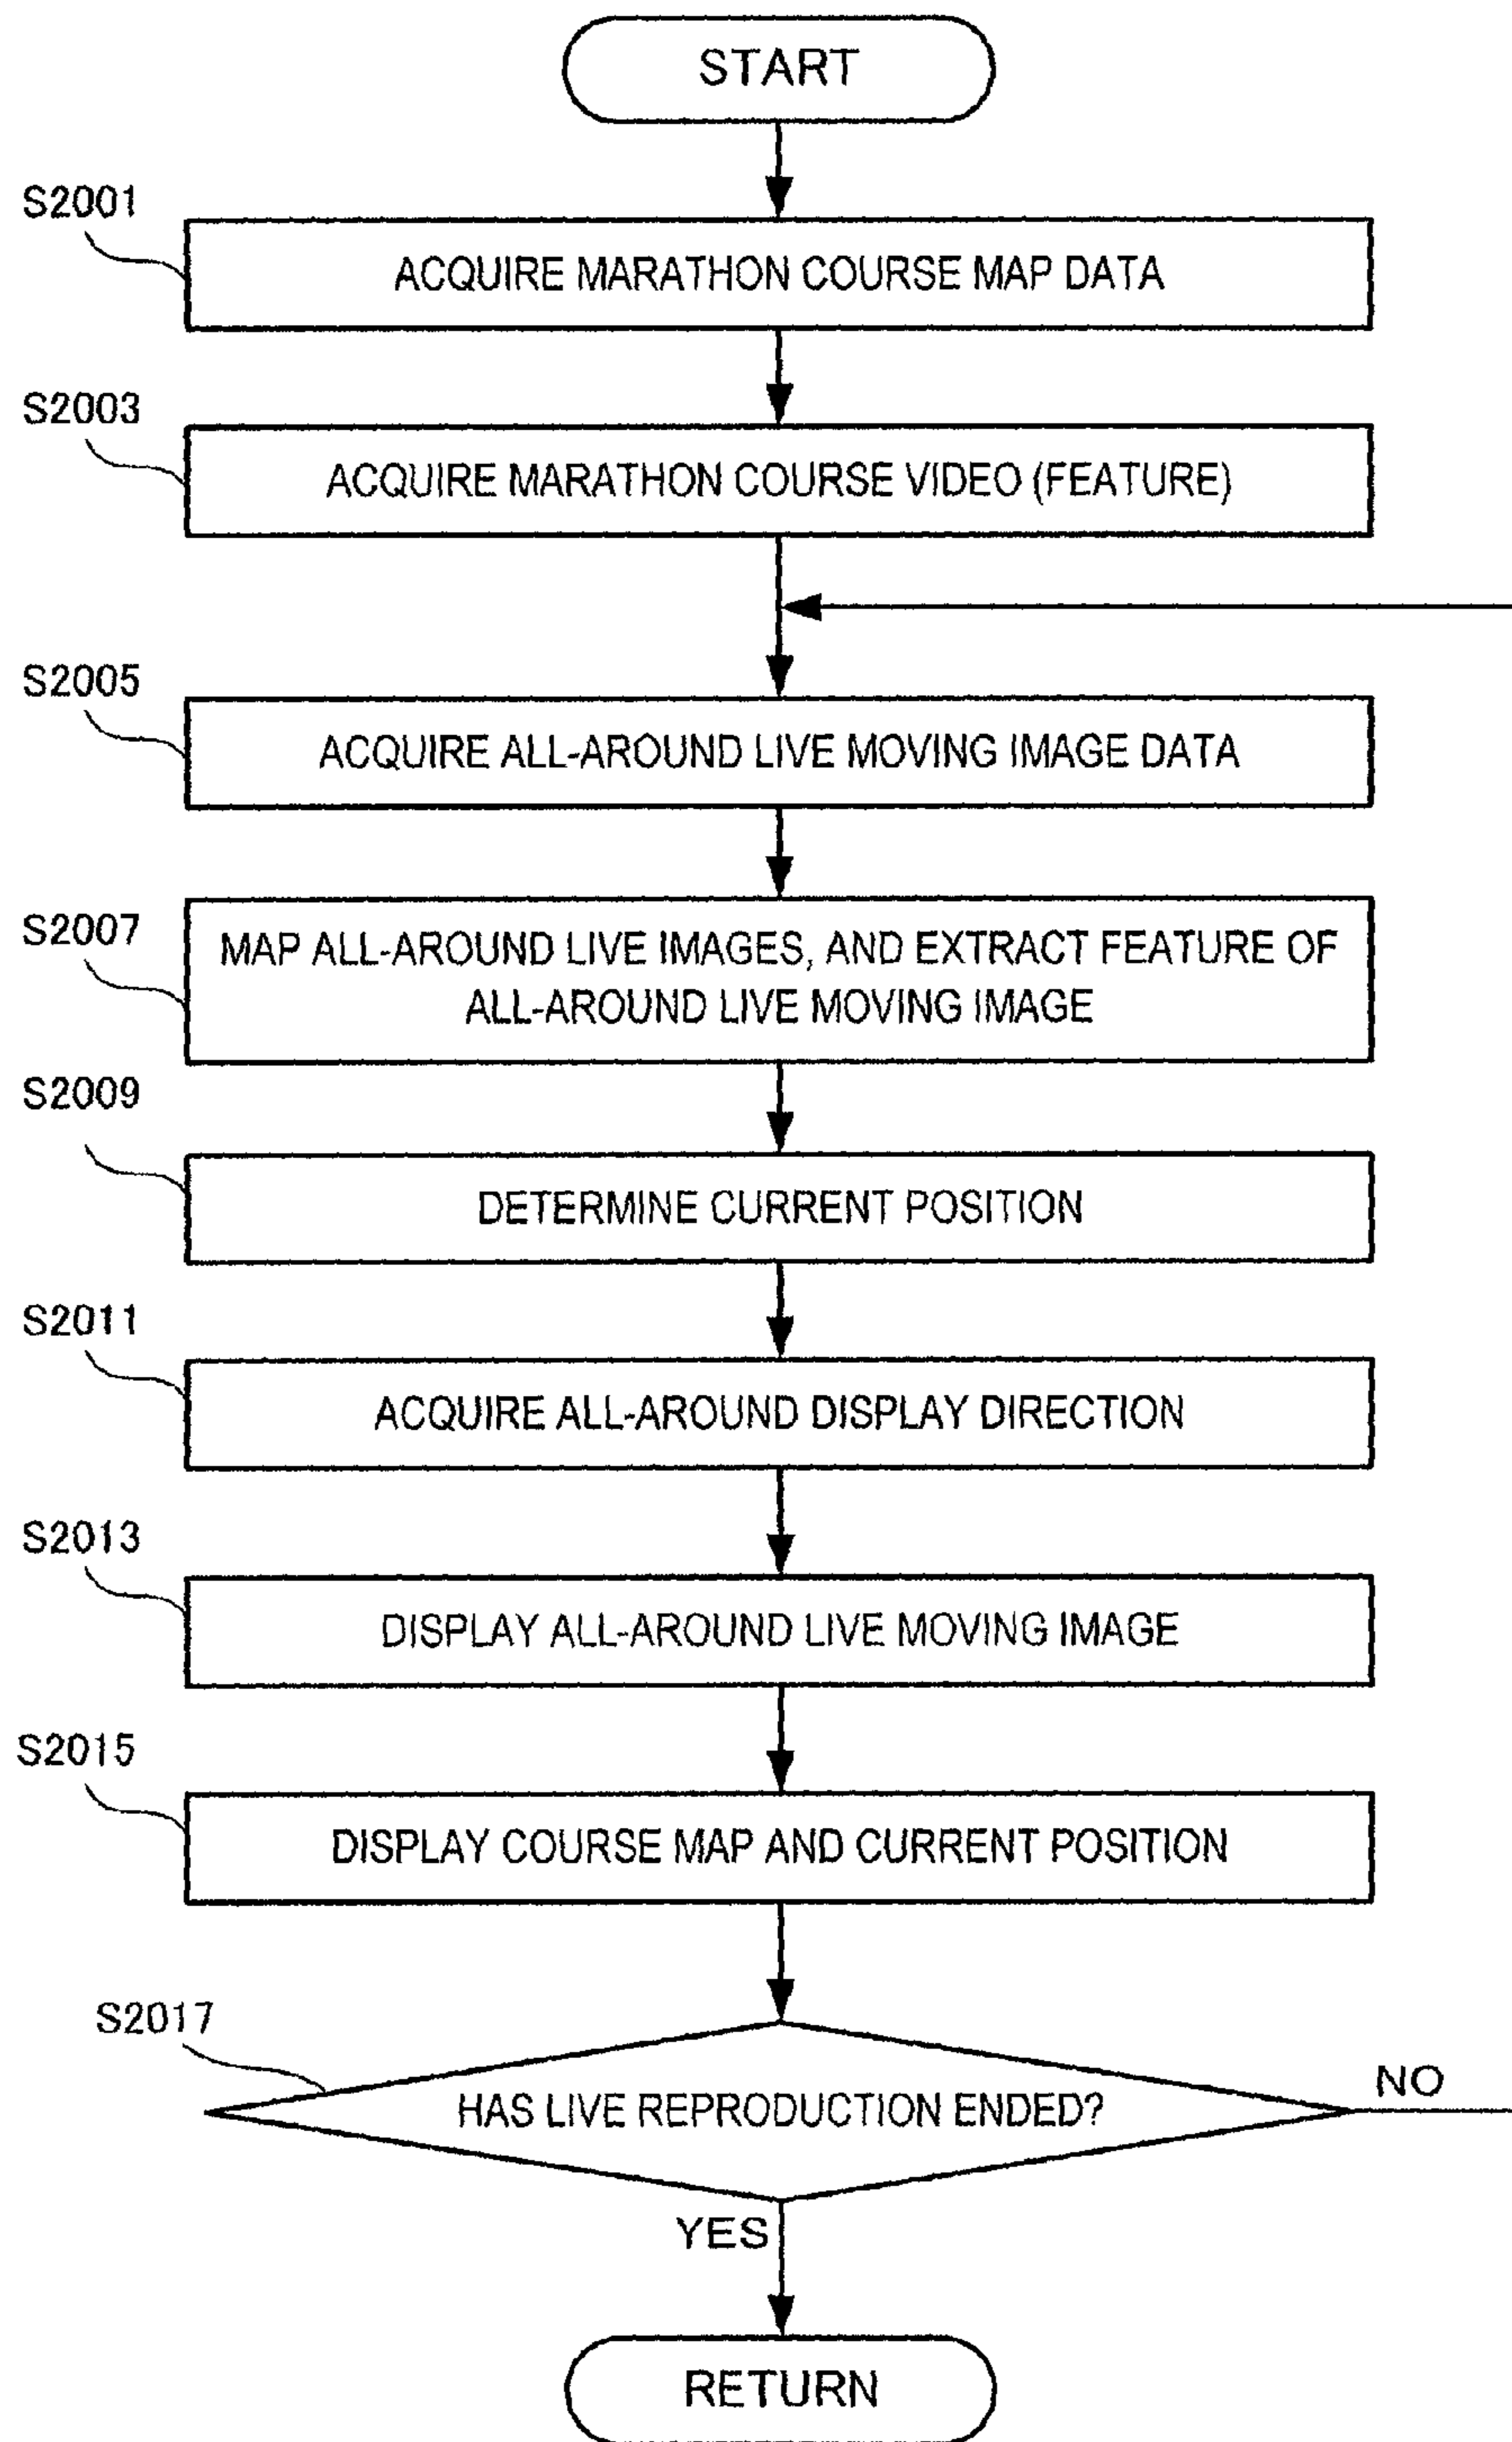 START
S2001
ACQUIRE MARATHON COURSE MAP DATA
S2003
ACQUIRE MARATHON COURSE VIDEO (FEATURE)
S2005
ACQUIRE ALL-AROUND LIVE MOVING IMAGE DATA
S2007
MAP ALL-AROUND LIVE IMAGES, AND EXTRACT FEATURE OF
ALL-AROUND LIVE MOVING IMAGE
S2009
DETERMINE CURRENT POSITION
S2011
ACQUIRE ALL-AROUND DISPLAY DIRECTION
S2013
DISPLAY ALL-AROUND LIVE MOVING IMAGE
S2015
DISPLAY COURSE MAP AND CURRENT POSITION
S2017
HAS LIVE REPRODUCTION ENDED?
NO
YES
RETURN